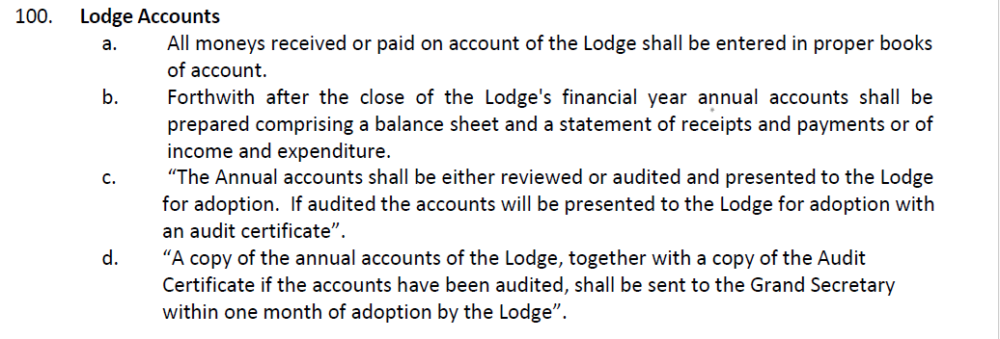 100. Lodge Accounts
a. All moneys received or paid on account of the Lodge shall be entered in proper books
of account.
b. Forthwith after the close of the Lodge's financial year annual accounts shall be
prepared comprising a balance sheet and a statement of receipts and payments or of
income and expenditure.
c. “The Annual accounts shall be either reviewed or audited and presented to the Lodge
for adoption. If audited the accounts will be presented to the Lodge for adoption with
an audit certificate”.
d. “A copy of the annual accounts of the Lodge, together with a copy of the Audit
Certificate if the accounts have been audited, shall be sent to the Grand Secretary
within one month of adoption by the Lodge”.